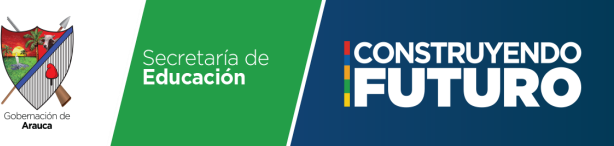 Gobernación de
Arauca
Secretaría de
Educación
CONSTRUYENDO
FUTURO